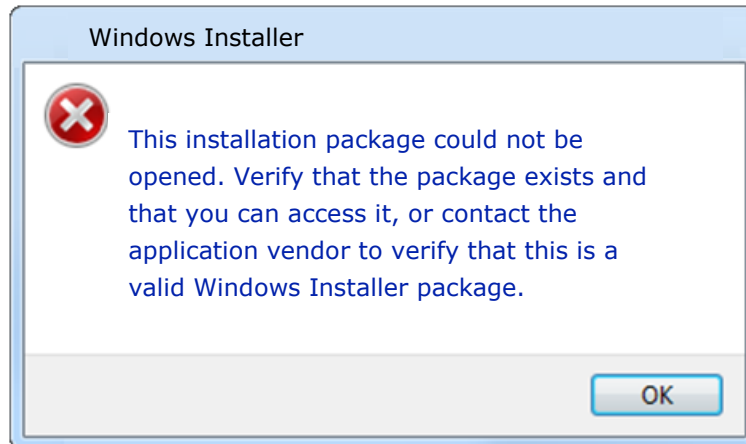 Windows Installer
This installation package could not be
opened. Verify that the package exists and
that you can access it, or contact the
application vendor to verify that this is a
valid Windows Installer package.
OK